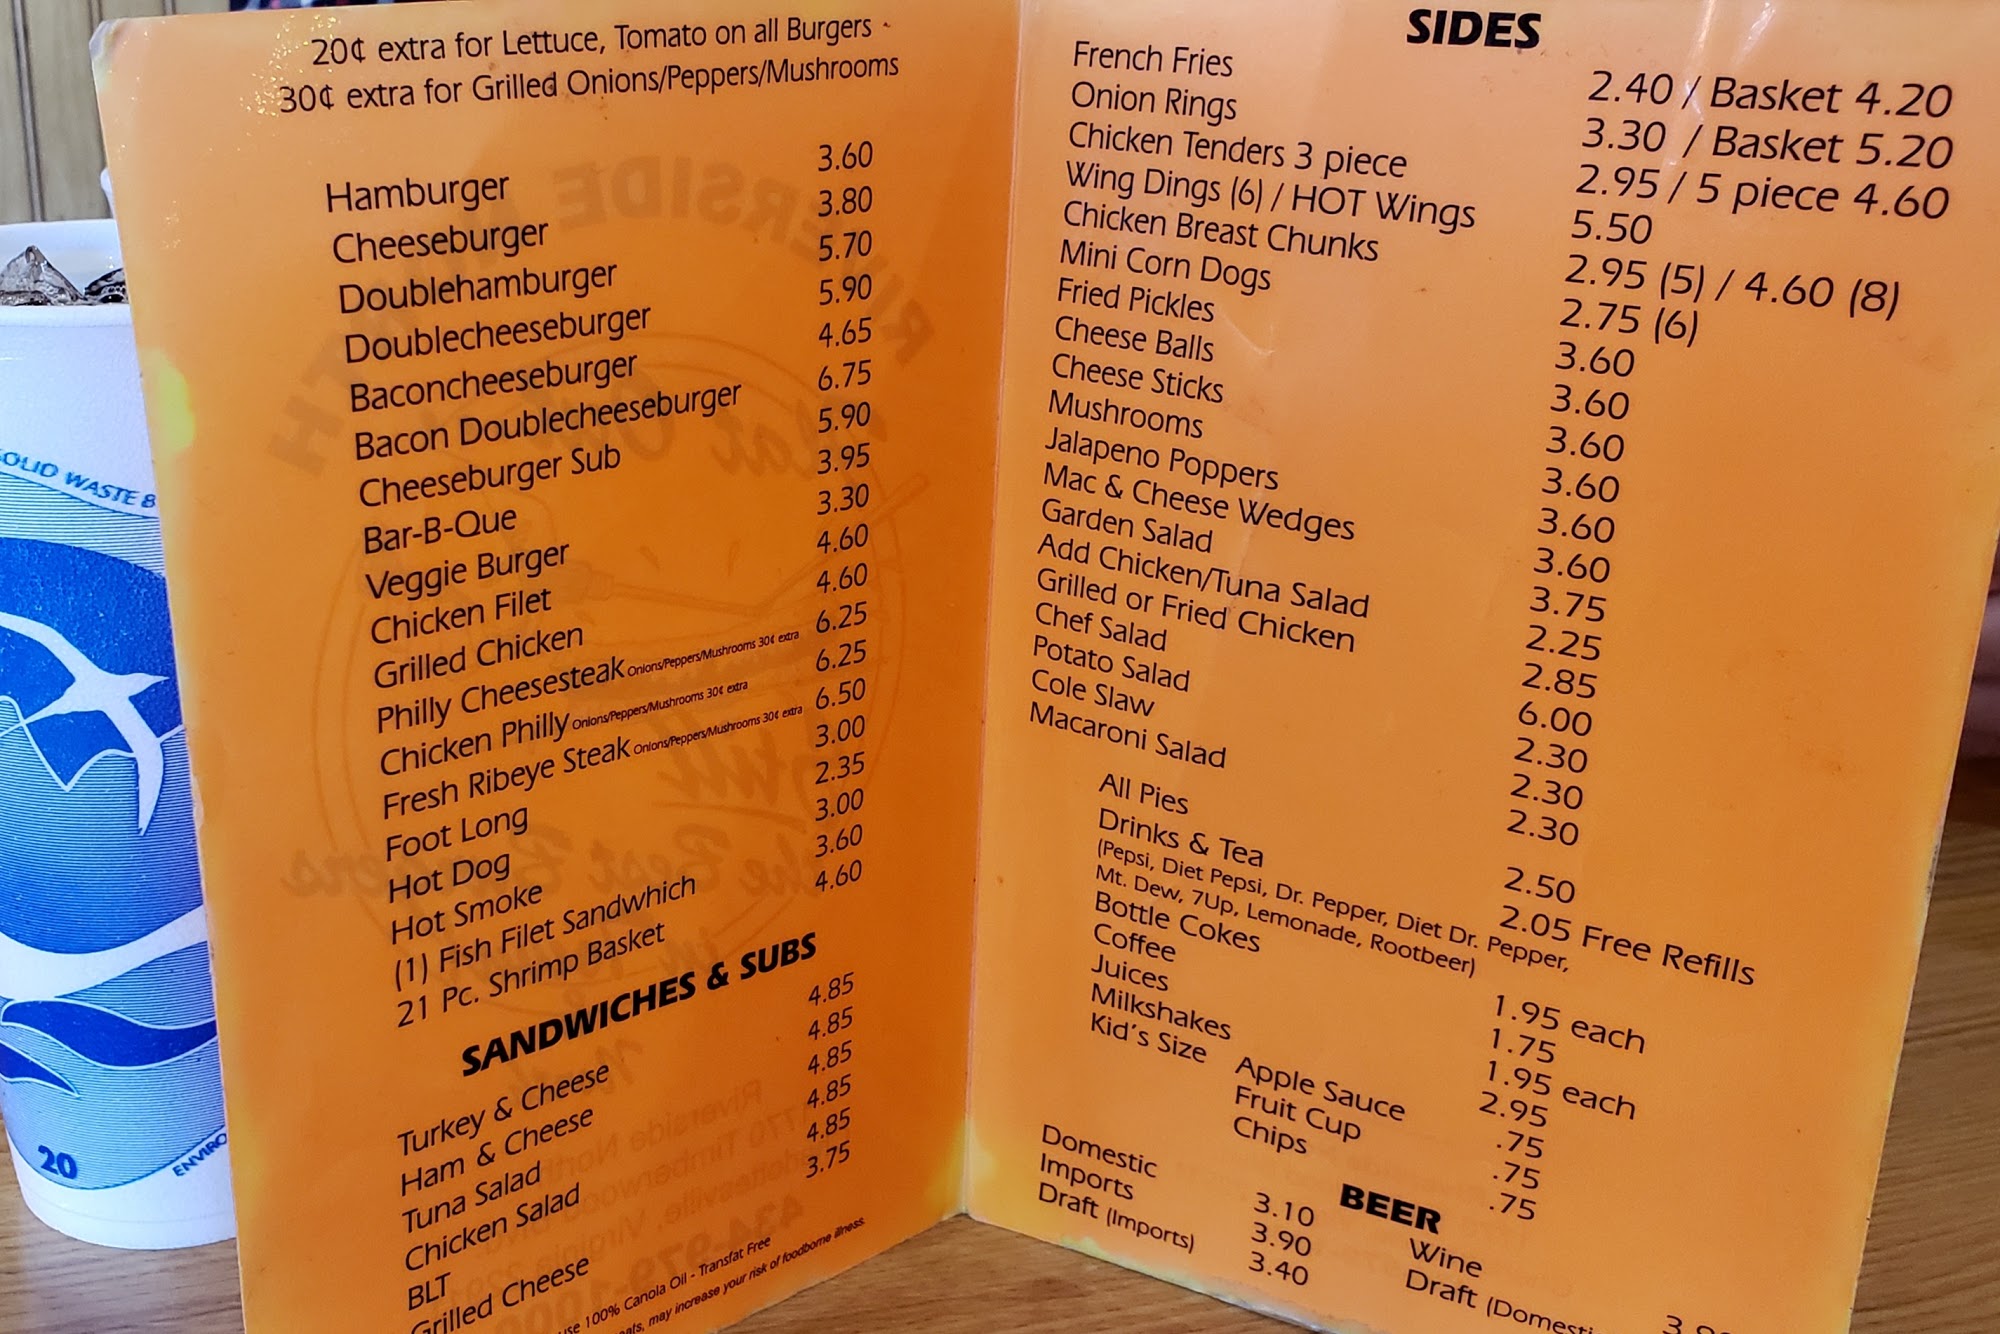 20¢ extra for Lettuce, Tomato on all Burgers
30¢ extra for Grilled Onions/Peppers/Mushrooms
Hamburger 3.60
Cheeseburger 3.80
Doublehamburger 5.70
Doublecheeseburger 5.90
Baconcheeseburger 4.65
Bacon Doublecheeseburger 6.75
Cheeseburger Sub 5.90
Bar-B-Que 3.95
Veggie Burger 3.30
Chicken Filet 4.60
Grilled Chicken 4.60
Philly Cheesesteak Onions/Peppers/Mushrooms 30¢ extra 6.25
Chicken Philly Onions/Peppers/Mushrooms 30¢ extra 6.25
Fresh Ribeye Steak Onions/Peppers/Mushrooms 30¢ extra 6.50
Foot Long 3.00
Hot Dog 2.35
Hot Smoke 3.00
(1) Fish Filet Sandwhich 3.60
21 Pc. Shrimp Basket 4.60
SANDWICHES & SUBS
Turkey & Cheese 4.85
Ham & Cheese 4.85
Tuna Salad 4.85
Chicken Salad 4.85
BLT 4.85
Grilled Cheese 3.75
use 100% Canola Oil - Transfat Free
may increase your risk of foodborne illness.
SIDES
French Fries 2.40 / Basket 4.20
Onion Rings 3.30 / Basket 5.20
Chicken Tenders 3 piece 2.95 / 5 piece 4.60
Wing Dings (6) / HOT Wings 5.50
Chicken Breast Chunks 2.95 (5) / 4.60 (8)
Mini Corn Dogs 2.75 (6)
Fried Pickles 3.60
Cheese Balls 3.60
Cheese Sticks 3.60
Mushrooms 3.60
Jalapeno Poppers 3.60
Mac & Cheese Wedges 3.60
Garden Salad 3.75
Add Chicken/Tuna Salad 2.25
Grilled or Fried Chicken 2.85
Chef Salad 6.00
Potato Salad 2.30
Cole Slaw 2.30
Macaroni Salad 2.30
All Pies 2.50
Drinks & Tea 2.05 Free Refills
(Pepsi, Diet Pepsi, Dr. Pepper, Diet Dr. Pepper,
Mt. Dew, 7Up, Lemonade, Rootbeer)
Bottle Cokes 1.95 each
Coffee 1.75
Juices 1.95 each
Milkshakes 2.95
Kid's Size Apple Sauce .75
Fruit Cup .75
Chips .75
BEER
Domestic 3.10 Wine
Imports 3.90 Draft
Draft (Imports) 3.40
SOLID WASTE
20